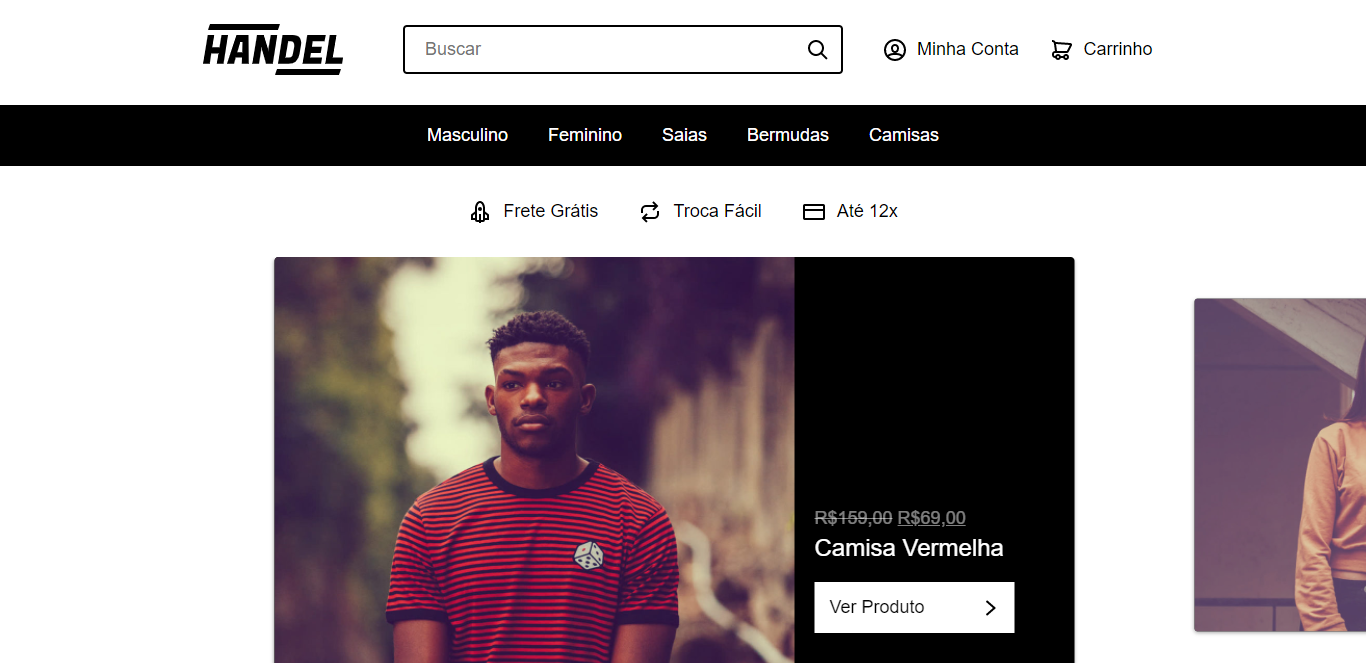 HANDEL
Buscar
Minha Conta
Carrinho
Masculino
Feminino
Saias
Bermudas
Camisas
Frete Grátis
Troca Fácil
Até 12x
R$159,00 R$69,00
Camisa Vermelha
Ver Produto